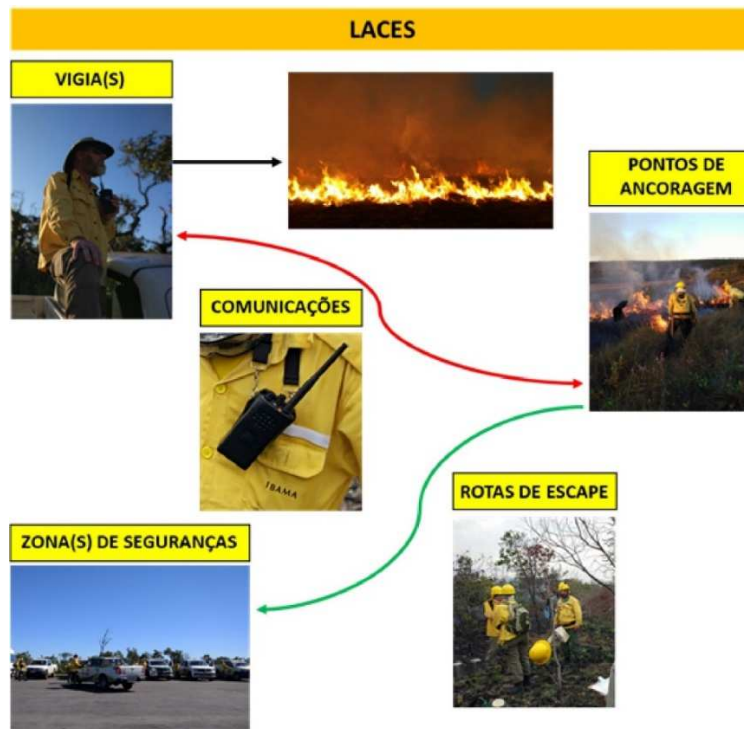 LACES
VIGIA(S)
PONTOS DE
ANCORAGEM
COMUNICAÇÕES
IBAMA
ROTAS DE ESCAPE
ZONA(S) DE SEGURANÇAS